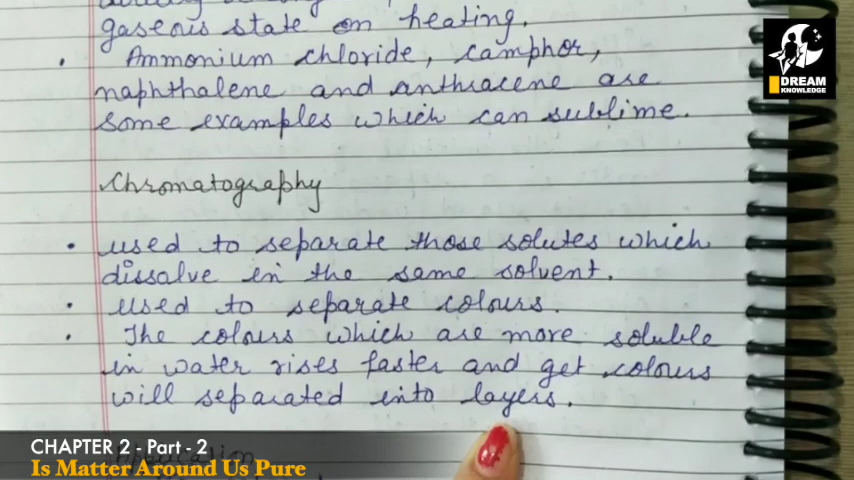 gaseous state on heating.
DREAM
KNOWLEDGE
. Ammonium chloride, camphor,
naphthalene and anthracene are
some examples which can sublime.
Chromatography
• used to separate those solutes which
dissolve in the same solvent.
• used to separate colours.
• The colours which are more soluble
in water rises faster and get colours
will separated into layers.
CHAPTER 2 - Part - 2
Is Matter Around Us Pure